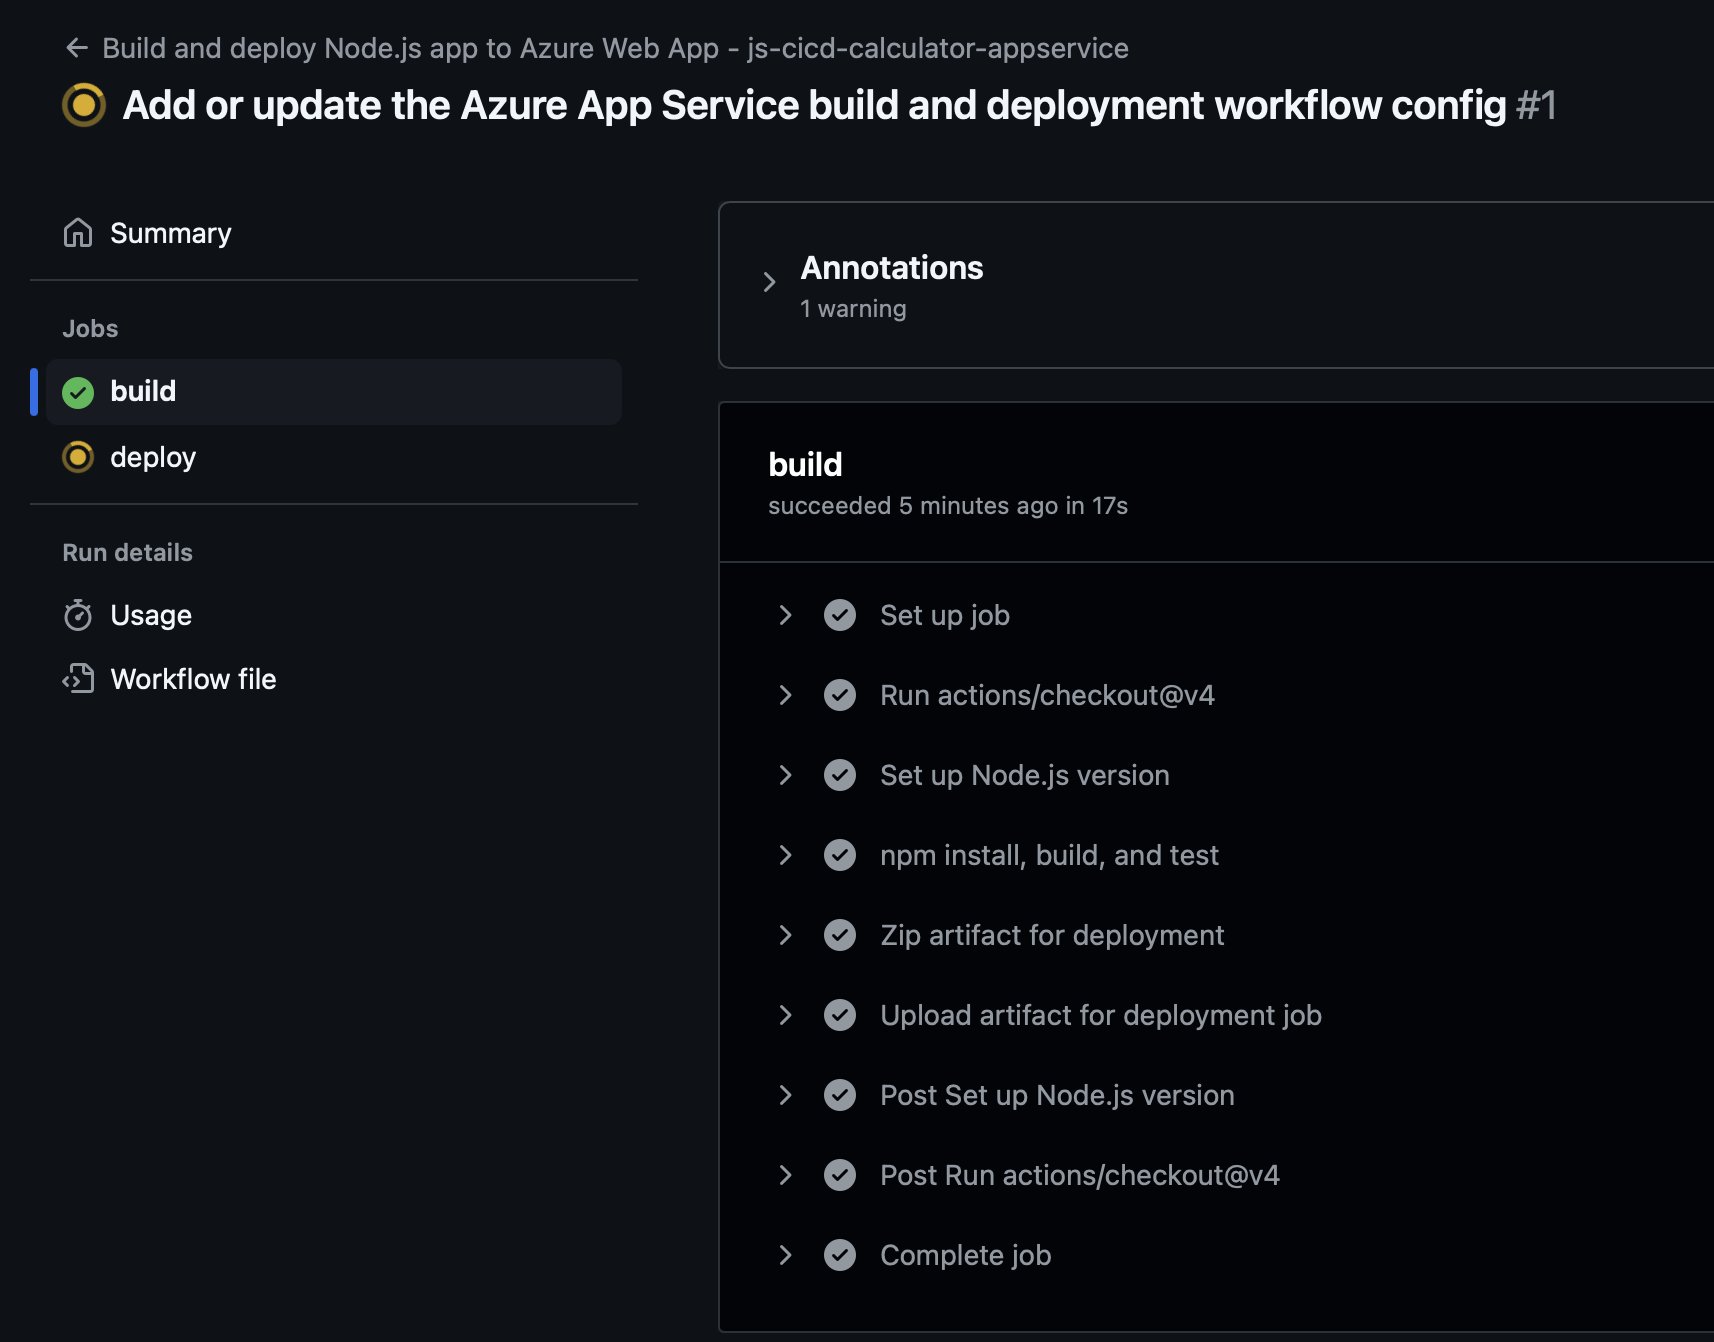 Build and deploy Node.js app to Azure Web App - js-cicd-calculator-appservice
Add or update the Azure App Service build and deployment workflow config #1
Summary
Jobs
build
deploy
Run details
Usage
Workflow file
Annotations
1 warning
build
succeeded 5 minutes ago in 17s
Set up job
Run actions/checkout@v4
Set up Node.js version
npm install, build, and test
Zip artifact for deployment
Upload artifact for deployment job
Post Set up Node.js version
Post Run actions/checkout@v4
Complete job